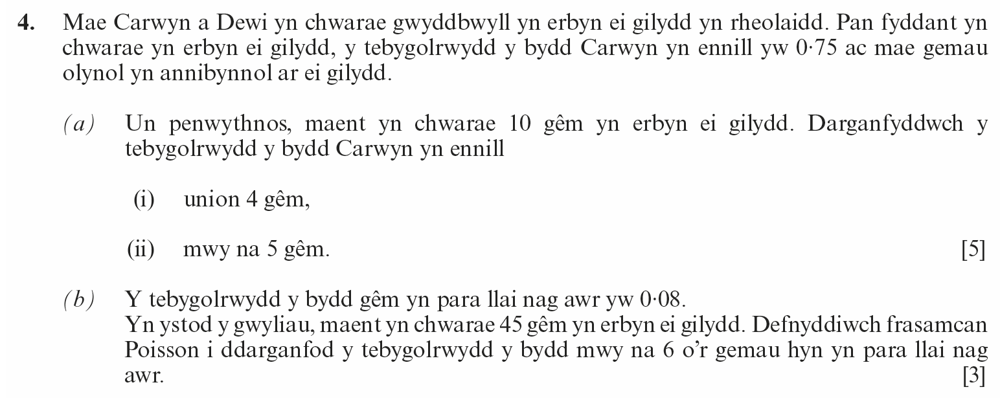 4. Mae Carwyn a Dewi yn chwarae gwyddbwyll yn erbyn ei gilydd yn rheolaidd. Pan fyddant yn
chwarae yn erbyn ei gilydd, y tebygolrwydd y bydd Carwyn yn ennill yw 0·75 ac mae gemau
olynol yn annibynnol ar ei gilydd.
(a) Un penwythnos, maent yn chwarae 10 gêm yn erbyn ei gilydd. Darganfyddwch y
tebygolrwydd y bydd Carwyn yn ennill
(i) union 4 gêm,
(ii) mwy na 5 gêm. [5]
(b) Y tebygolrwydd y bydd gêm yn para llai nag awr yw 0·08.
Yn ystod y gwyliau, maent yn chwarae 45 gêm yn erbyn ei gilydd. Defnyddiwch frasamcan
Poisson i ddarganfod y tebygolrwydd y bydd mwy na 6 o’r gemau hyn yn para llai nag
awr. [3]